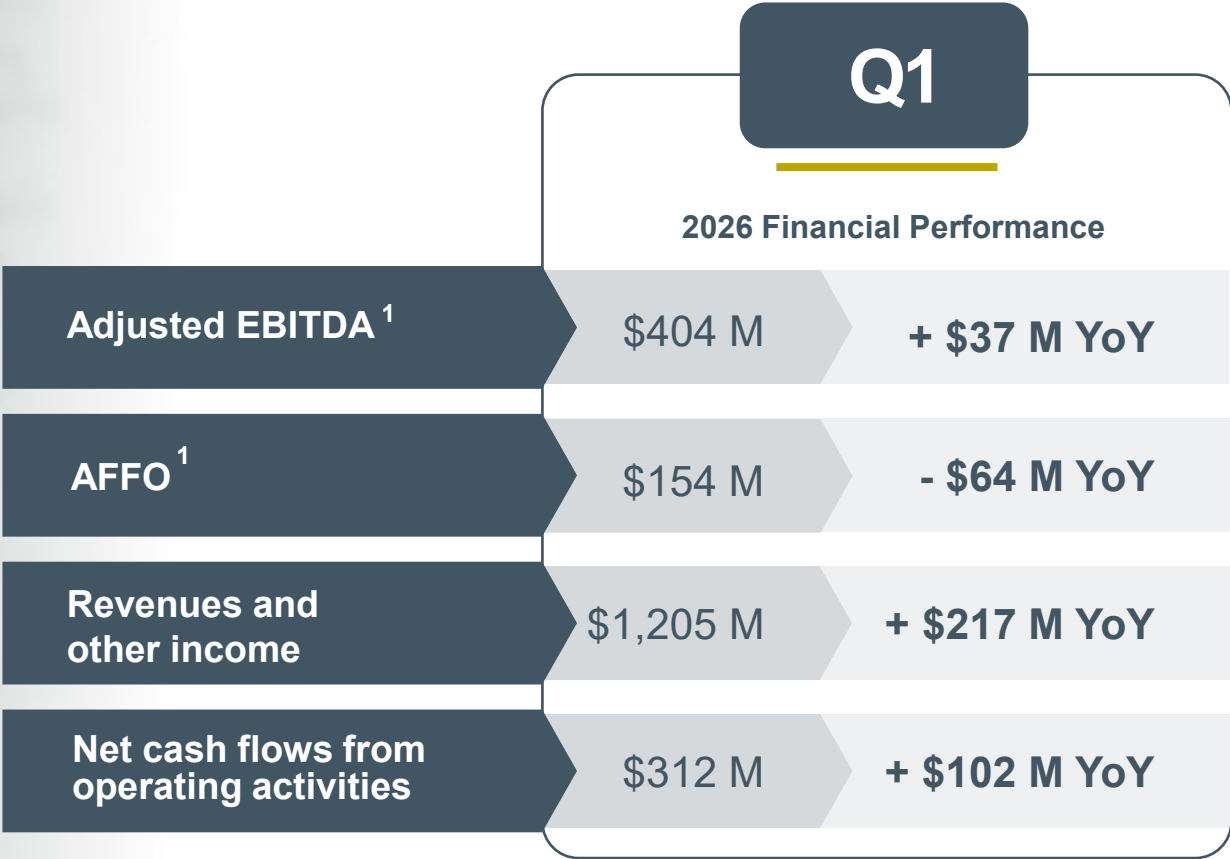 Q1
2026 Financial Performance
Adjusted EBITDA 1
$404 M
+ $37 M YoY
AFFO 1
$154 M
- $64 M YoY
Revenues and
other income
$1,205 M
+ $217 M YoY
Net cash flows from
operating activities
$312 M
+ $102 M YoY